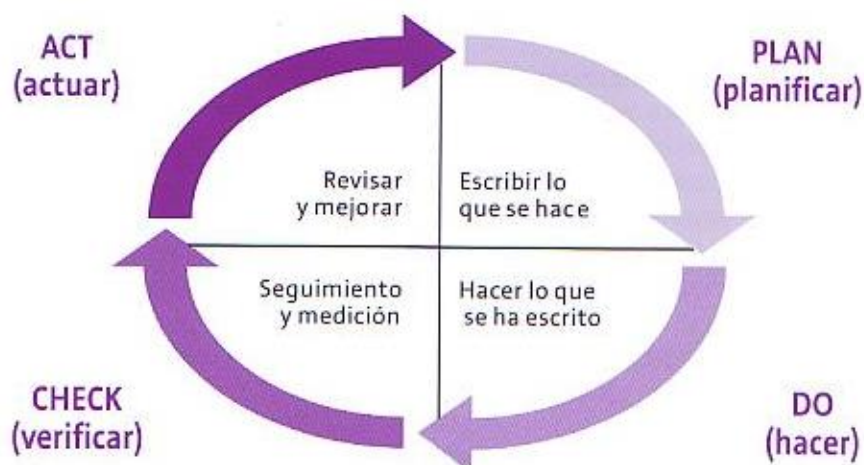 ACT
(actuar)
PLAN
(planificar)
Revisar
y mejorar
Escribir lo
que se hace
Seguimiento
y medición
Hacer lo que
se ha escrito
CHECK
(verificar)
DO
(hacer)